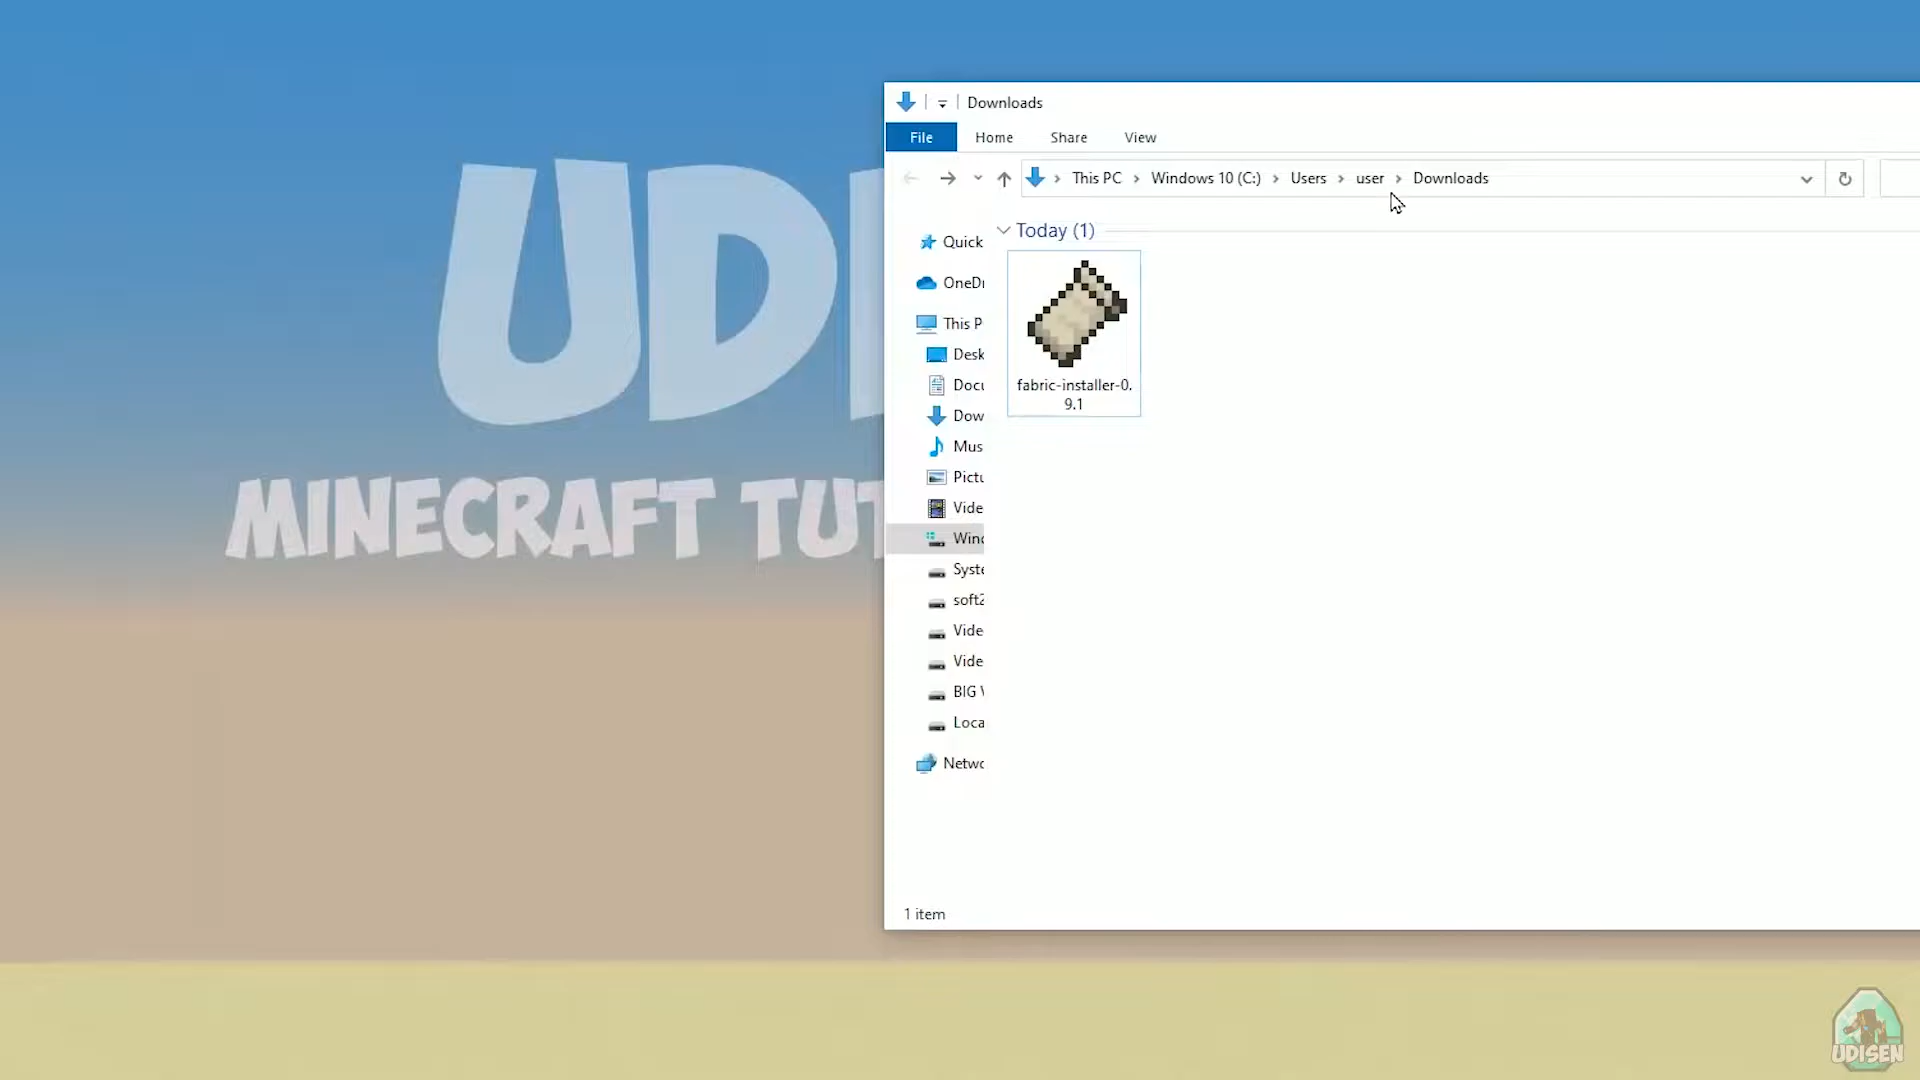 UD
MINECRAFT TUT
Downloads
File Home Share View
This PC Windows 10 (C:) Users user Downloads
Today (1)
fabric-installer-0.
9.1
Quick
OneDr
This P
Desk
Docu
Dow
Mus
Pictu
Vide
Wind
Syste
soft2
Vide
Vide
BIG
Loca
Netwo
1 item
UDISEN